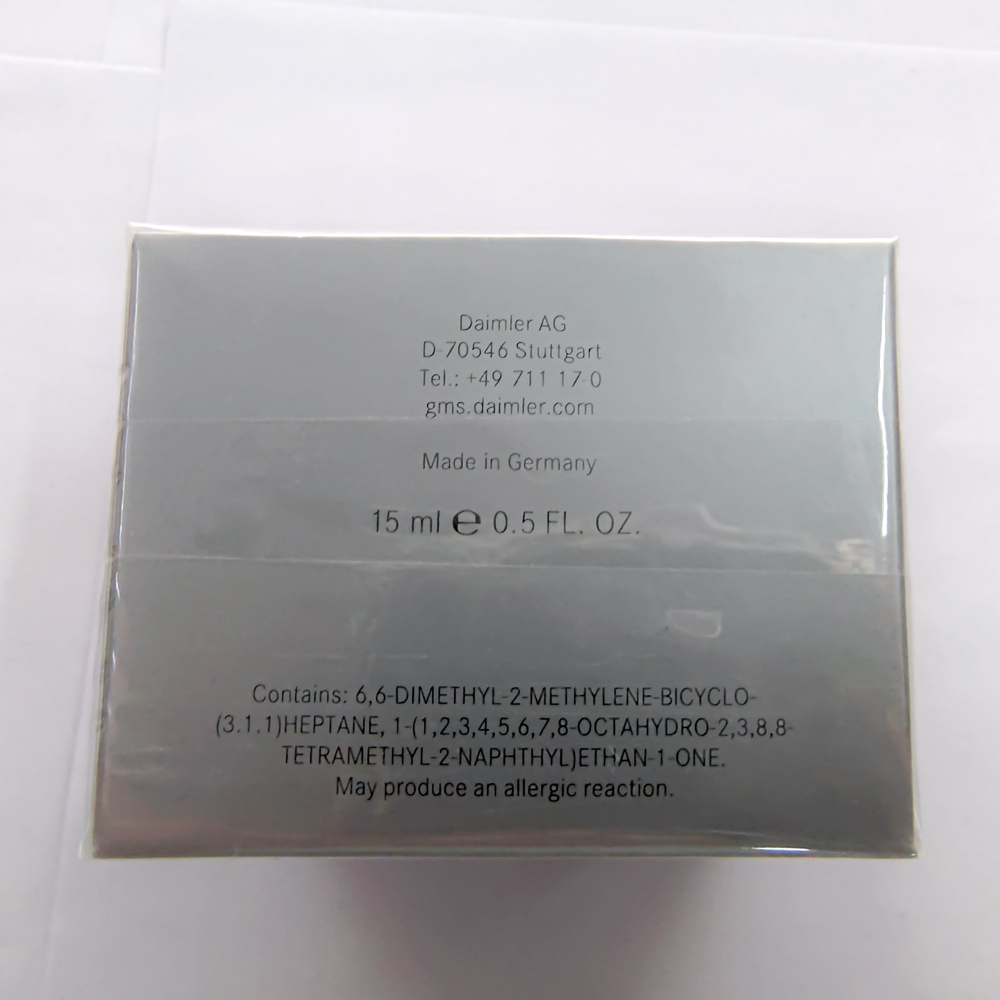 Daimler AG
D-70546 Stuttgart
Tel.: +49 711 17-0
gms.daimler.com
Made in Germany
15 ml ℮ 0.5 FL. OZ.
Contains: 6,6-DIMETHYL-2-METHYLENE-BICYCLO-
(3.1.1)HEPTANE, 1-(1,2,3,4,5,6,7,8-OCTAHYDRO-2,3,8,8-
TETRAMETHYL-2-NAPHTHYL)ETHAN-1-ONE.
May produce an allergic reaction.